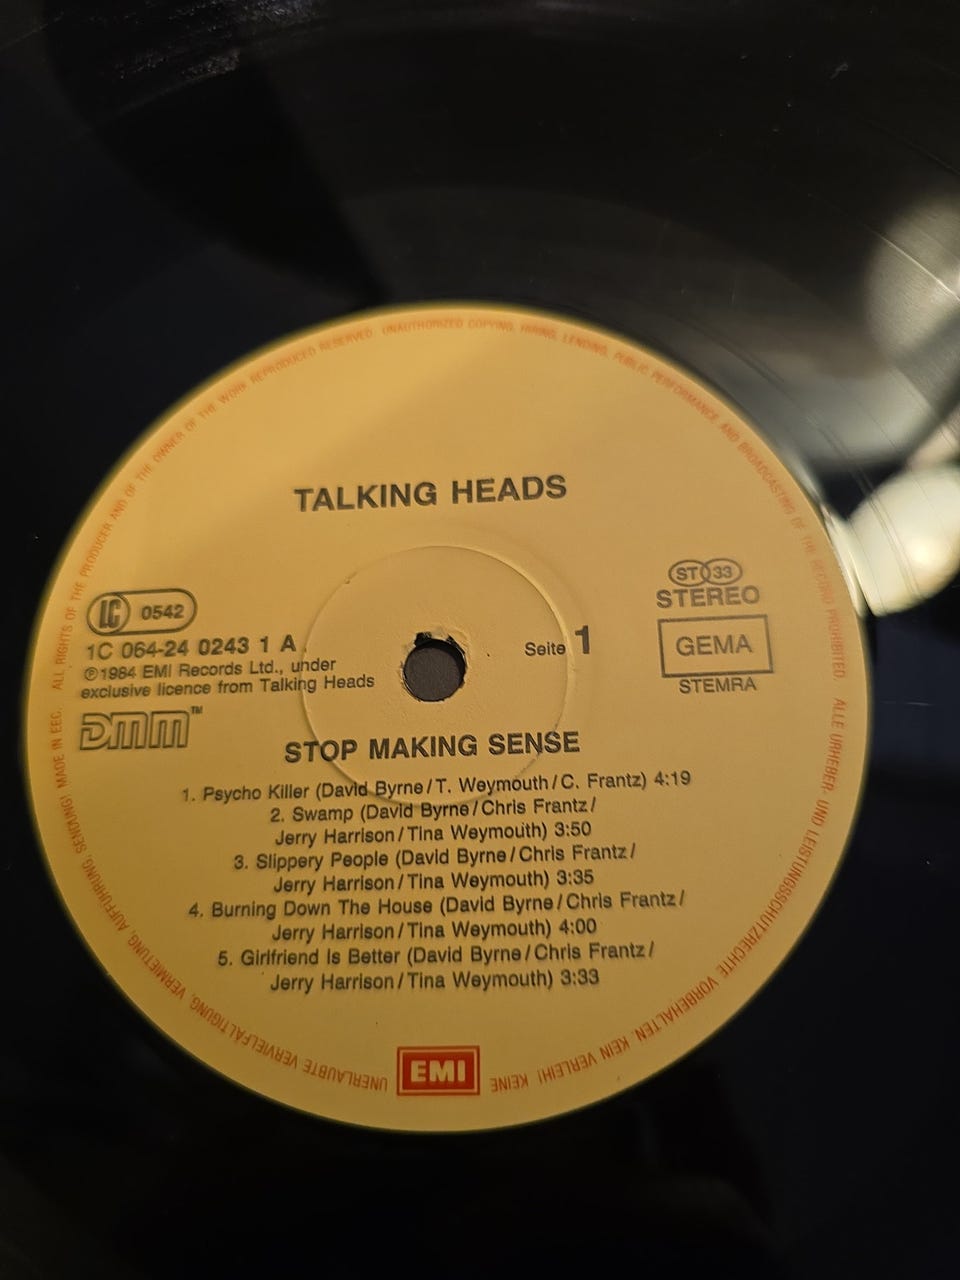 ALL RIGHTS OF THE PRODUCER AND OF THE OWNER OF THE WORK REPRODUCED RESERVED. UNAUTHORIZED COPYING, HIRING, LENDING, PUBLIC PERFORMANCE AND BROADCASTING OF THE RECORD PROHIBITED. ALLE URHEBER- UND LEISTUNGSSCHUTZRECHTE VORBEHALTEN. KEIN VERLEIH! KEINE UNERLAUBTE VERVIELFÄLTIGUNG, VERMIETUNG, AUFFÜHRUNG, SENDUNG! MADE IN EEC.
TALKING HEADS
LC 0542
1C 064-24 0243 1 A
℗1984 EMI Records Ltd., under
exclusive licence from Talking Heads
DMM™
Seite 1
ST 33
STEREO
GEMA
STEMRA
STOP MAKING SENSE
1. Psycho Killer (David Byrne/T. Weymouth/C. Frantz) 4:19
2. Swamp (David Byrne/Chris Frantz/
Jerry Harrison/Tina Weymouth) 3:50
3. Slippery People (David Byrne/Chris Frantz/
Jerry Harrison/Tina Weymouth) 3:35
4. Burning Down The House (David Byrne/Chris Frantz/
Jerry Harrison/Tina Weymouth) 4:00
5. Girlfriend Is Better (David Byrne/Chris Frantz/
Jerry Harrison/Tina Weymouth) 3:33
EMI